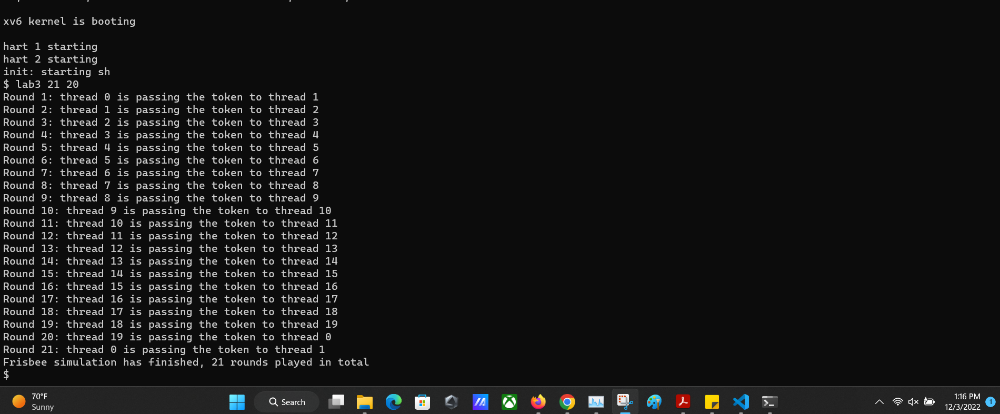 xv6 kernel is booting
hart 1 starting
hart 2 starting
init: starting sh
$ lab3 21 20
Round 1: thread 0 is passing the token to thread 1
Round 2: thread 1 is passing the token to thread 2
Round 3: thread 2 is passing the token to thread 3
Round 4: thread 3 is passing the token to thread 4
Round 5: thread 4 is passing the token to thread 5
Round 6: thread 5 is passing the token to thread 6
Round 7: thread 6 is passing the token to thread 7
Round 8: thread 7 is passing the token to thread 8
Round 9: thread 8 is passing the token to thread 9
Round 10: thread 9 is passing the token to thread 10
Round 11: thread 10 is passing the token to thread 11
Round 12: thread 11 is passing the token to thread 12
Round 13: thread 12 is passing the token to thread 13
Round 14: thread 13 is passing the token to thread 14
Round 15: thread 14 is passing the token to thread 15
Round 16: thread 15 is passing the token to thread 16
Round 17: thread 16 is passing the token to thread 17
Round 18: thread 17 is passing the token to thread 18
Round 19: thread 18 is passing the token to thread 19
Round 20: thread 19 is passing the token to thread 0
Round 21: thread 0 is passing the token to thread 1
Frisbee simulation has finished, 21 rounds played in total
$
70°F
Sunny
Search
1:16 PM
12/3/2022
1